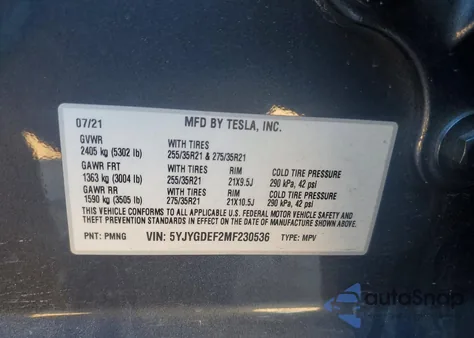 07/21 MFD BY TESLA, INC.
GVWR WITH TIRES
2405 kg (5302 lb) 255/35R21 & 275/35R21
GAWR FRT WITH TIRES RIM COLD TIRE PRESSURE
1363 kg (3004 lb) 255/35R21 21X9.5J 290 kPa, 42 psi
GAWR RR WITH TIRES RIM COLD TIRE PRESSURE
1590 kg (3505 lb) 275/35R21 21X10.5J 290 kPa, 42 psi
THIS VEHICLE CONFORMS TO ALL APPLICABLE U.S. FEDERAL MOTOR VEHICLE SAFETY AND
THEFT PREVENTION STANDARDS IN EFFECT ON THE DATE OF MANUFACTURE SHOWN ABOVE.
PNT: PMNG VIN: 5YJYGDEF2MF230536 TYPE: MPV
autoSnap